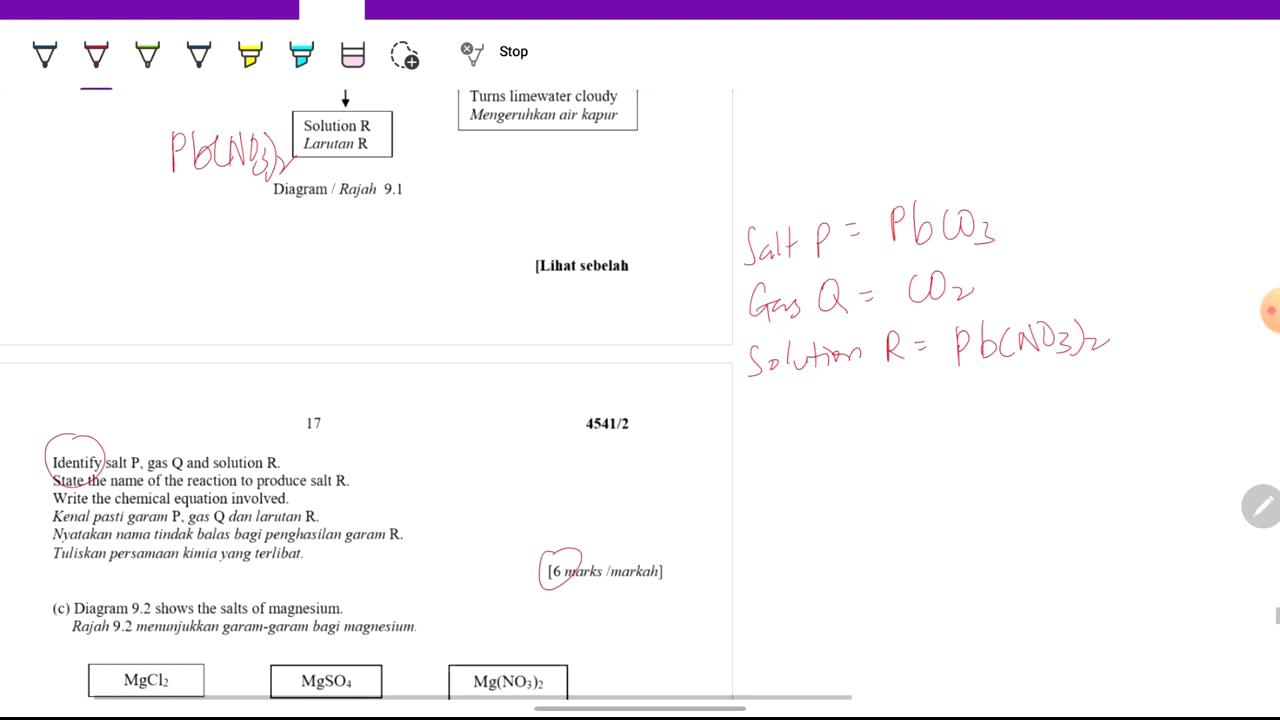 Stop
Turns limewater cloudy
Mengeruhkan air kapur
Solution R
Larutan R
Pb(NO3)2
Diagram / Rajah 9.1
[Lihat sebelah
Salt P = PbCO3
Gas Q = CO2
Solution R = Pb(NO3)2
17
4541/2
Identify salt P, gas Q and solution R.
State the name of the reaction to produce salt R.
Write the chemical equation involved.
Kenal pasti garam P, gas Q dan larutan R.
Nyatakan nama tindak balas bagi penghasilan garam R.
Tuliskan persamaan kimia yang terlibat.
[6 marks /markah]
(c) Diagram 9.2 shows the salts of magnesium.
Rajah 9.2 menunjukkan garam-garam bagi magnesium.
MgCl₂
MgSO₄
Mg(NO₃)₂